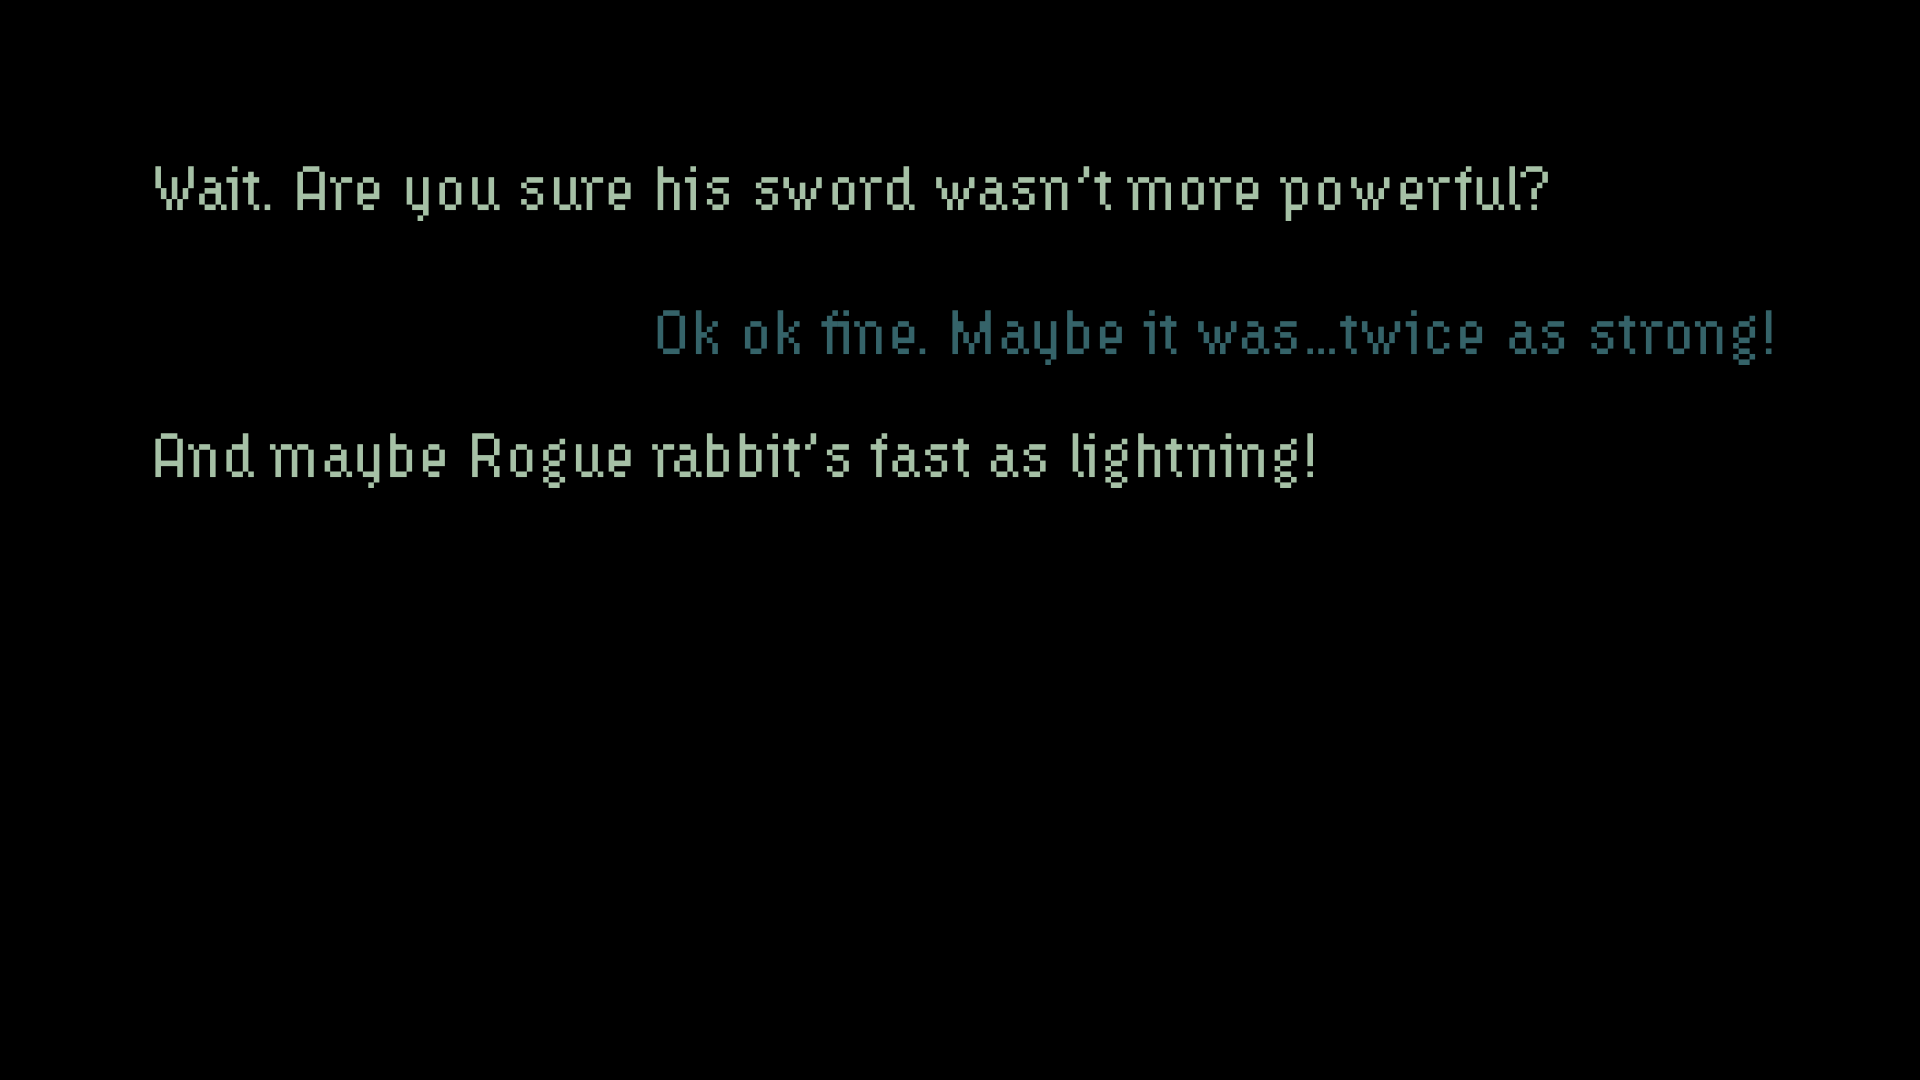 Wait. Are you sure his sword wasn't more powerful?
Ok ok fine. Maybe it was...twice as strong!
And maybe Rogue rabbit's fast as lightning!